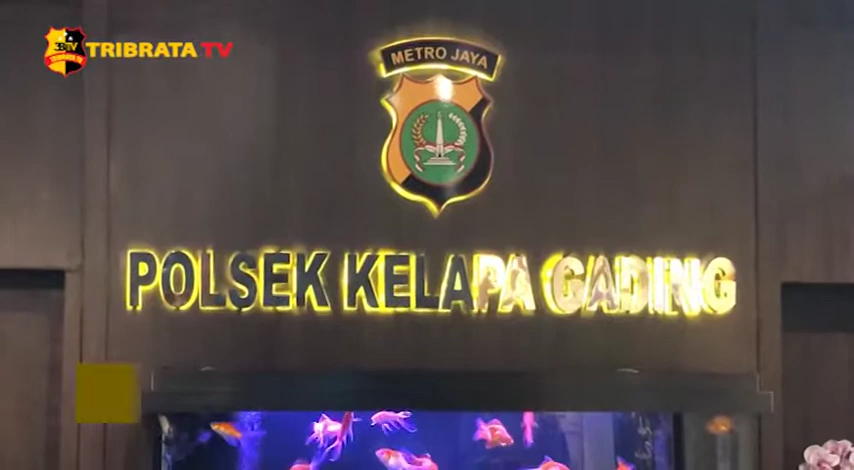 TRIBRATA TV
METRO JAYA
POLSEK KELAPA GADING